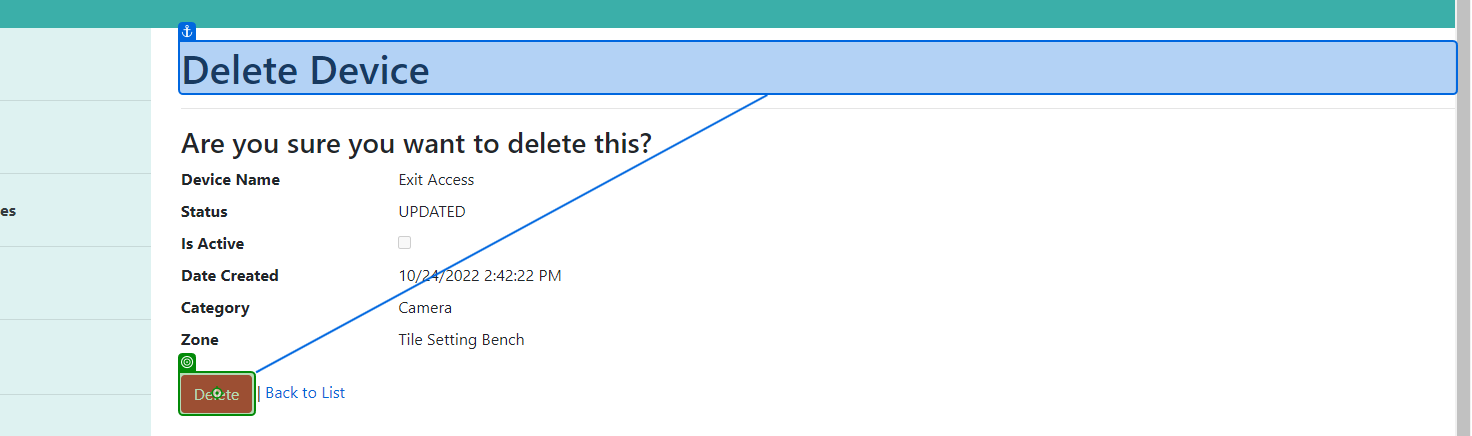 Delete Device
Are you sure you want to delete this?
Device Name Exit Access
Status UPDATED
es
Is Active
Date Created 10/24/2022 2:42:22 PM
Category Camera
Zone Tile Setting Bench
Delete | Back to List